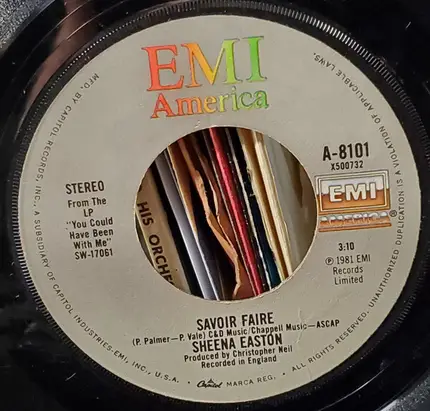 EMI
America
A-8101
X500732
STEREO
From The
LP
"You Could
Have Been
With Me"
SW-17061
EMI
AMERICA
3:10
℗ 1981 EMI
Records
Limited
HIS ORCHE
SAVOIR FAIRE
(P. Palmer—P. Vale) C&D Music/Chappell Music—ASCAP
SHEENA EASTON
Produced by Christopher Neil
Recorded in England
MFD. BY CAPITOL RECORDS, INC., A SUBSIDIARY OF CAPITOL INDUSTRIES-EMI, INC., U.S.A. • Capitol MARCA REG. • ALL RIGHTS RESERVED. UNAUTHORIZED DUPLICATION IS A VIOLATION OF APPLICABLE LAWS.